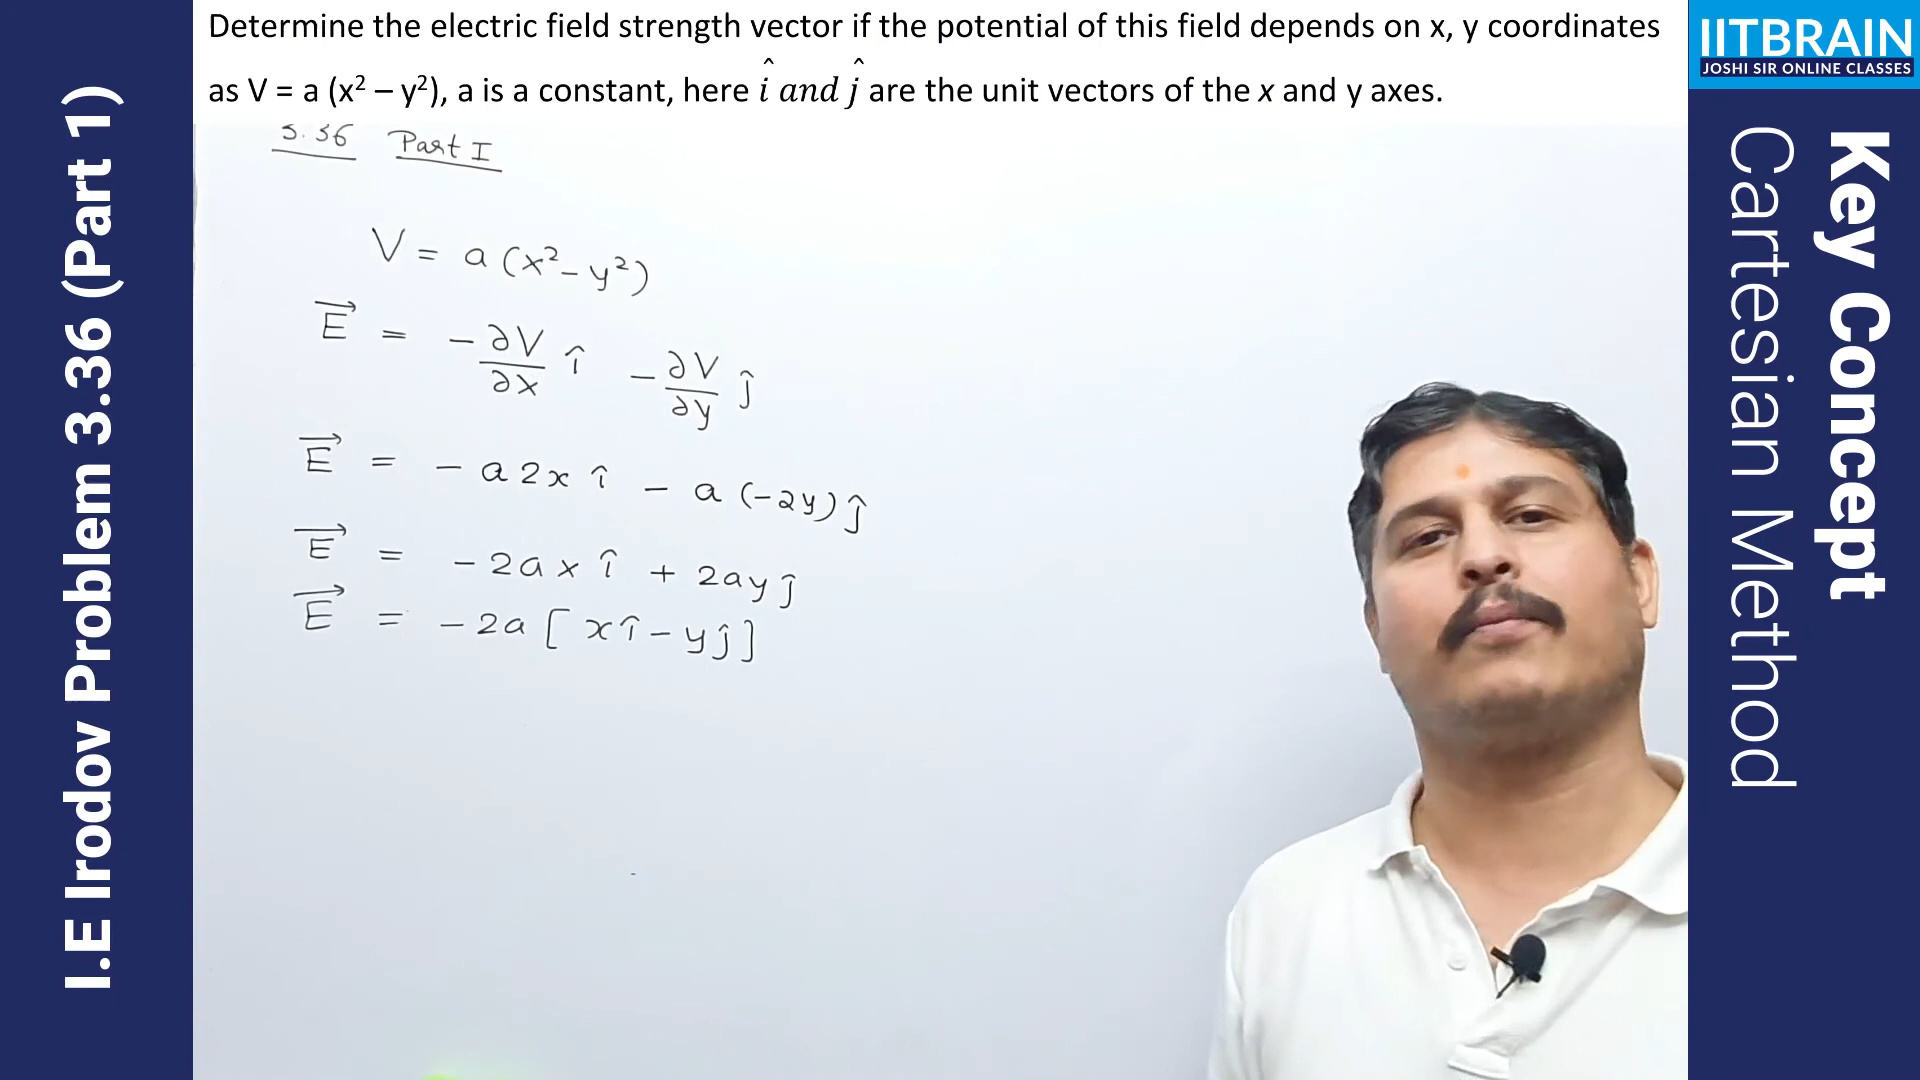 Determine the electric field strength vector if the potential of this field depends on x, y coordinates
as V = a (x² – y²), a is a constant, here î and ĵ are the unit vectors of the x and y axes.
IITBRAIN
JOSHI SIR ONLINE CLASSES
I.E Irodov Problem 3.36 (Part 1)
3.36 Part I
V = a (x² – y²)
E⃗ = – ∂V/∂x î – ∂V/∂y ĵ
E⃗ = – a 2x î – a (–2y) ĵ
E⃗ = – 2ax î + 2ay ĵ
E⃗ = – 2a [ xî – yĵ ]
Key Concept
Cartesian Method